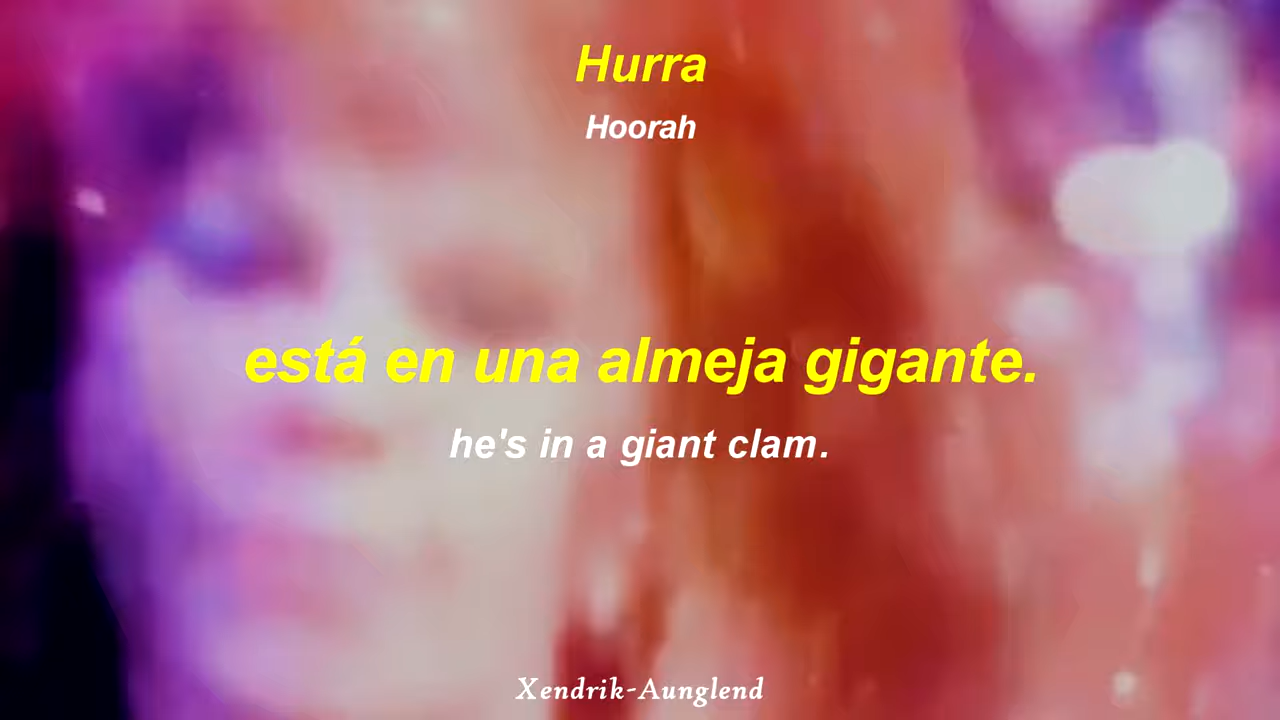 Hurra
Hoorah
está en una almeja gigante.
he's in a giant clam.
Xendrik-Aunglend